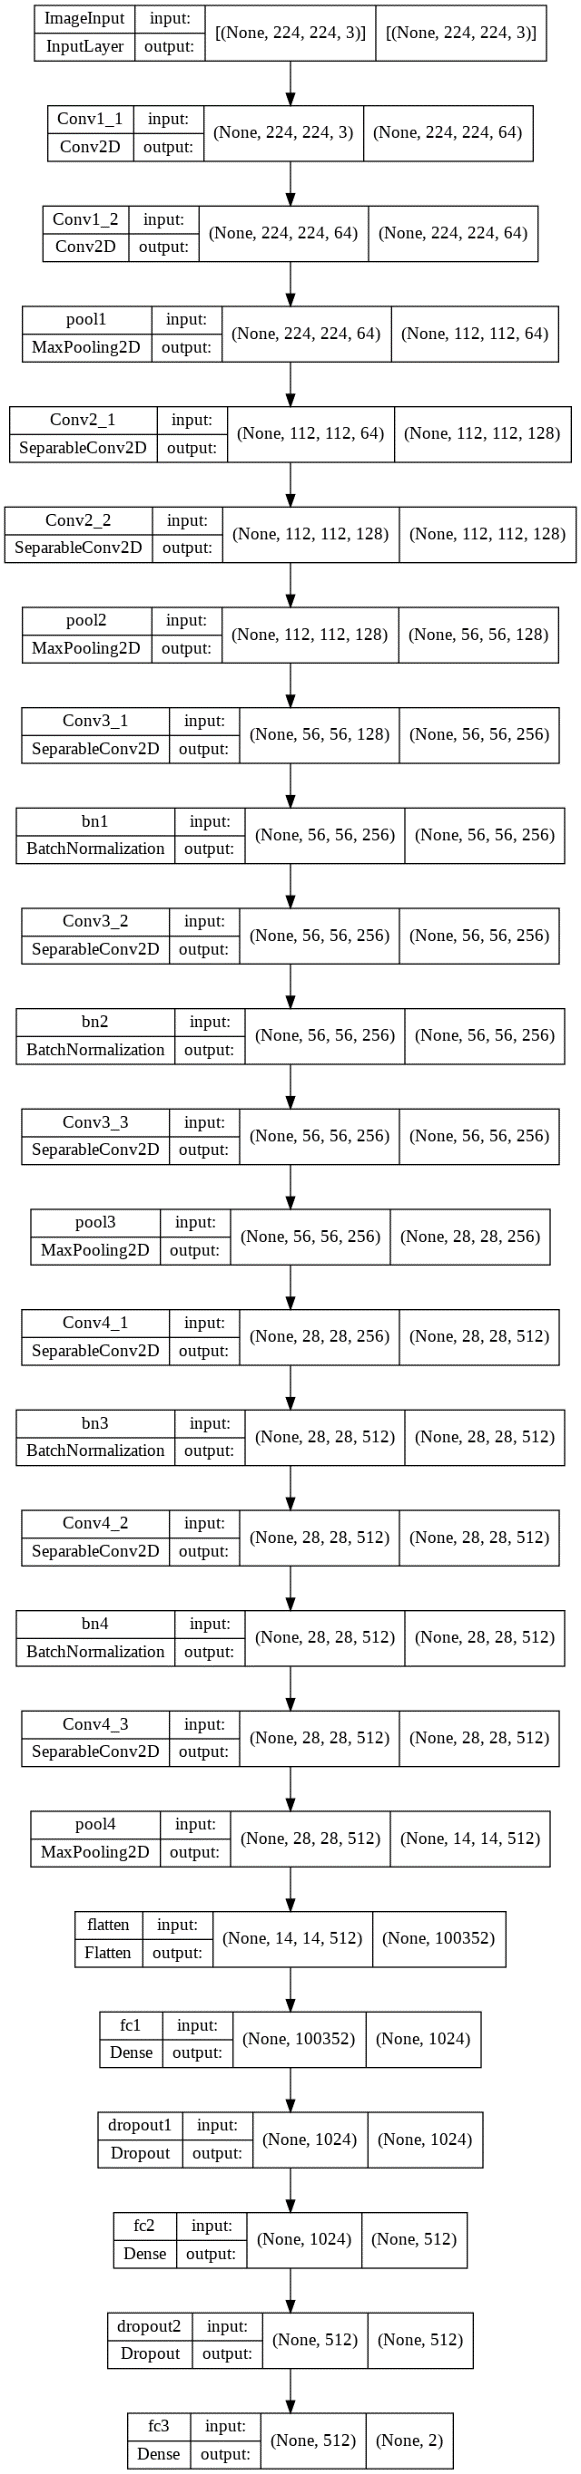 ImageInput input: [(None, 224, 224, 3)] [(None, 224, 224, 3)]
InputLayer output:
Conv1_1 input: (None, 224, 224, 3) (None, 224, 224, 64)
Conv2D output:
Conv1_2 input: (None, 224, 224, 64) (None, 224, 224, 64)
Conv2D output:
pool1 input: (None, 224, 224, 64) (None, 112, 112, 64)
MaxPooling2D output:
Conv2_1 input: (None, 112, 112, 64) (None, 112, 112, 128)
SeparableConv2D output:
Conv2_2 input: (None, 112, 112, 128) (None, 112, 112, 128)
SeparableConv2D output:
pool2 input: (None, 112, 112, 128) (None, 56, 56, 128)
MaxPooling2D output:
Conv3_1 input: (None, 56, 56, 128) (None, 56, 56, 256)
SeparableConv2D output:
bn1 input: (None, 56, 56, 256) (None, 56, 56, 256)
BatchNormalization output:
Conv3_2 input: (None, 56, 56, 256) (None, 56, 56, 256)
SeparableConv2D output:
bn2 input: (None, 56, 56, 256) (None, 56, 56, 256)
BatchNormalization output:
Conv3_3 input: (None, 56, 56, 256) (None, 56, 56, 256)
SeparableConv2D output:
pool3 input: (None, 56, 56, 256) (None, 28, 28, 256)
MaxPooling2D output:
Conv4_1 input: (None, 28, 28, 256) (None, 28, 28, 512)
SeparableConv2D output:
bn3 input: (None, 28, 28, 512) (None, 28, 28, 512)
BatchNormalization output:
Conv4_2 input: (None, 28, 28, 512) (None, 28, 28, 512)
SeparableConv2D output:
bn4 input: (None, 28, 28, 512) (None, 28, 28, 512)
BatchNormalization output:
Conv4_3 input: (None, 28, 28, 512) (None, 28, 28, 512)
SeparableConv2D output:
pool4 input: (None, 28, 28, 512) (None, 14, 14, 512)
MaxPooling2D output:
flatten input: (None, 14, 14, 512) (None, 100352)
Flatten output:
fc1 input: (None, 100352) (None, 1024)
Dense output:
dropout1 input: (None, 1024) (None, 1024)
Dropout output:
fc2 input: (None, 1024) (None, 512)
Dense output:
dropout2 input: (None, 512) (None, 512)
Dropout output:
fc3 input: (None, 512) (None, 2)
Dense output: